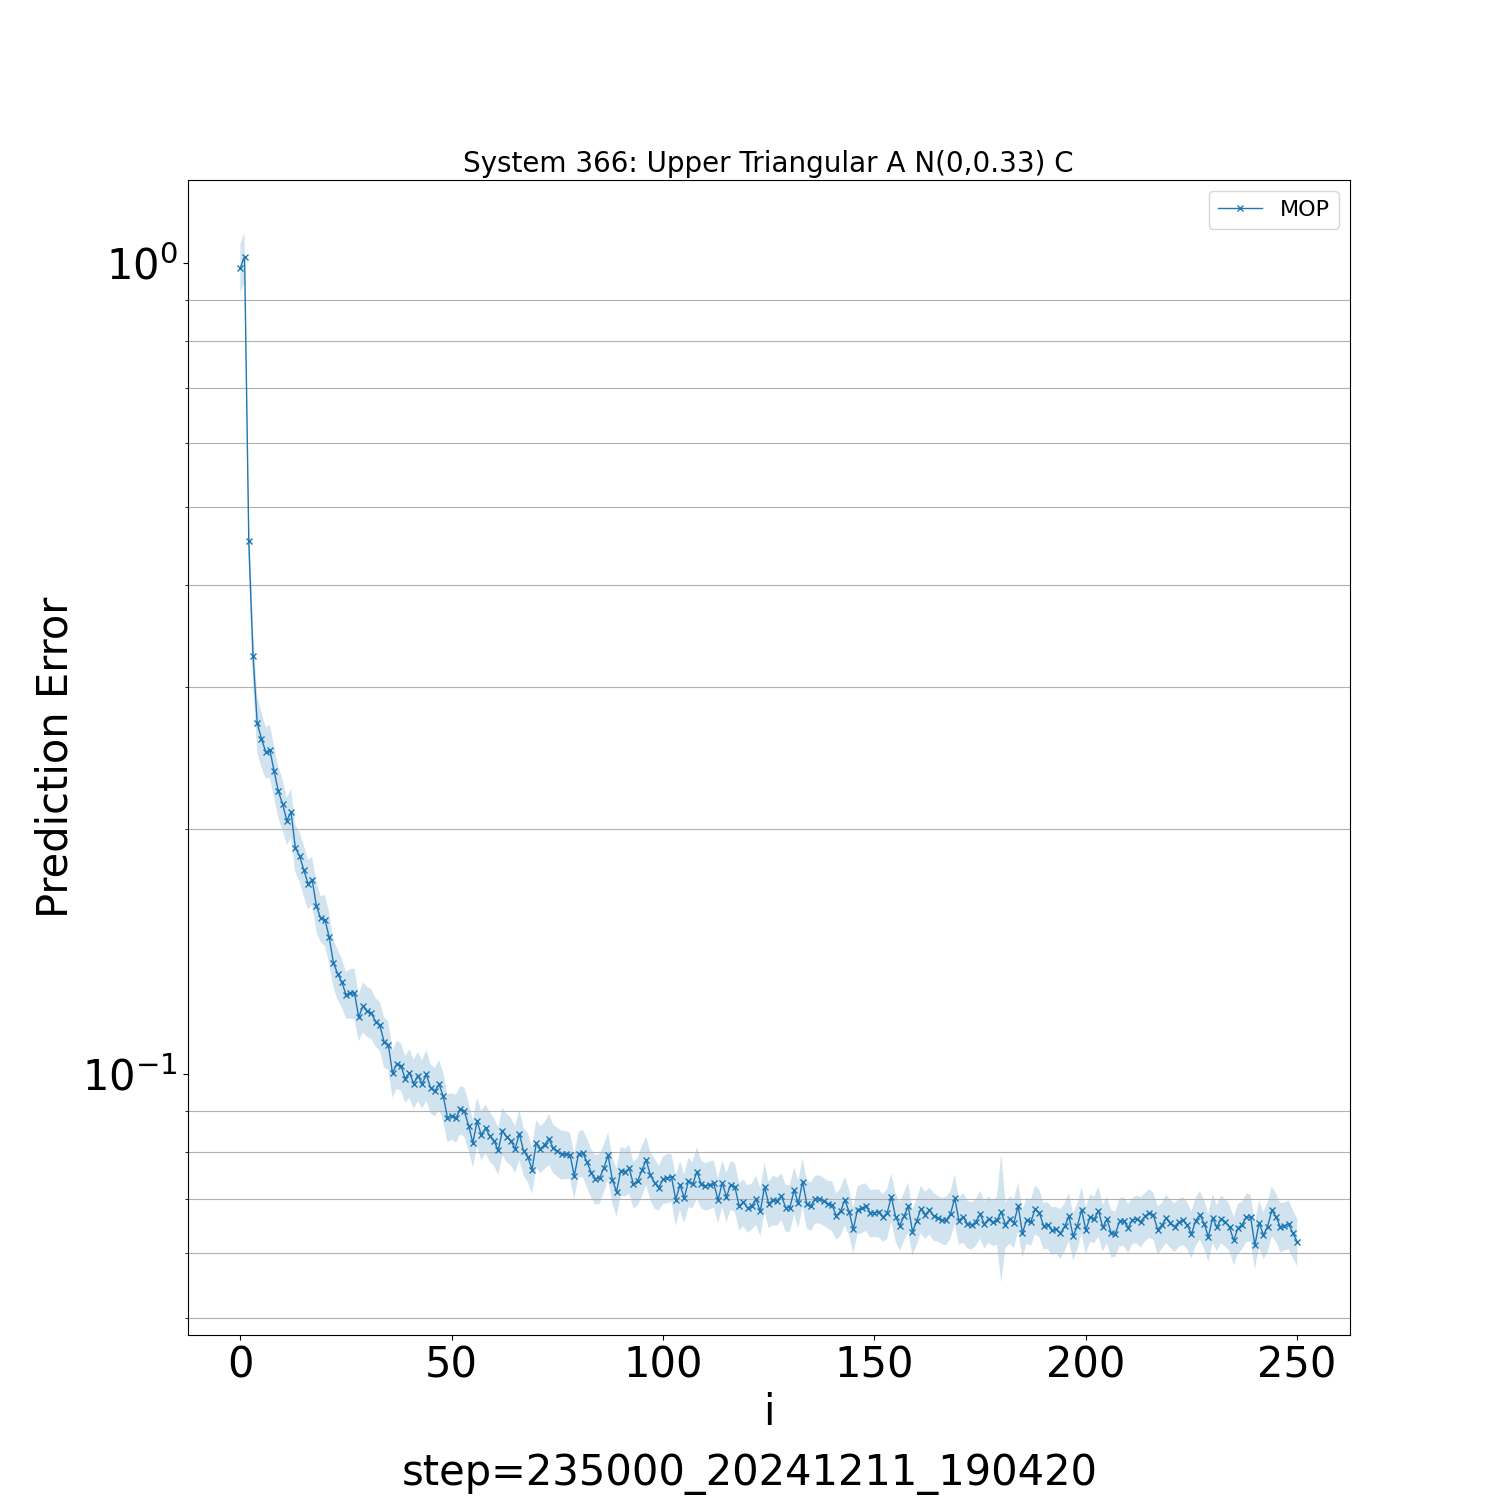 System 366: Upper Triangular A N(0,0.33) C
MOP
10⁰
10⁻¹
Prediction Error
0 50 100 150 200 250
i
step=235000_20241211_190420